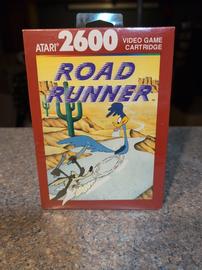 ATARI 2600 VIDEO GAME CARTRIDGE
ROAD
RUNNER